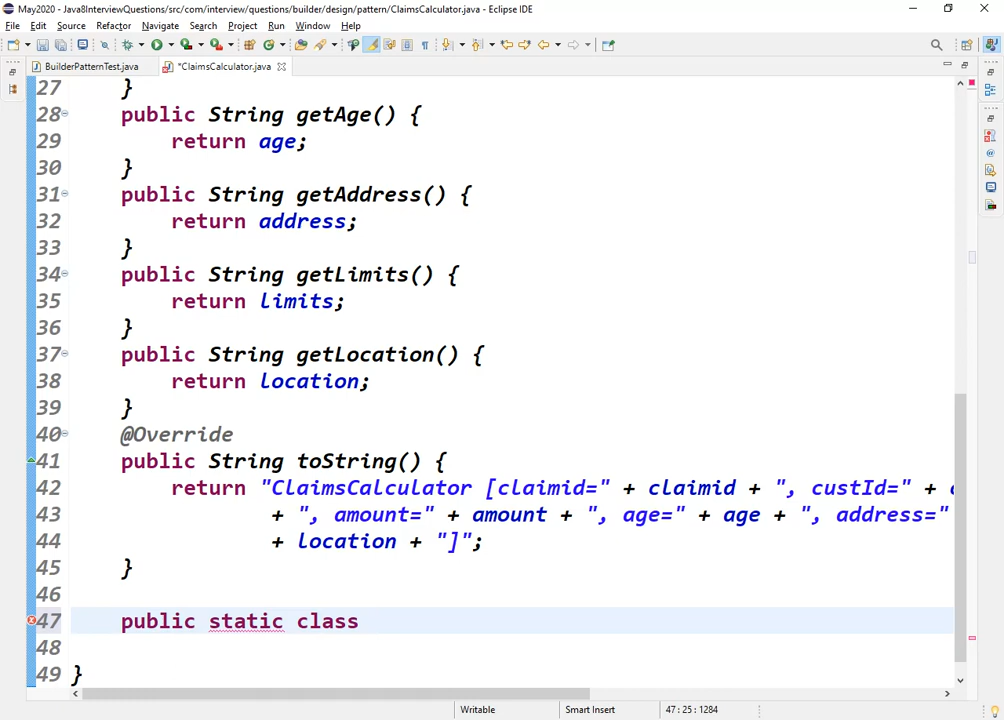 May2020 - Java8InterviewQuestions/src/com/interview/questions/builder/design/pattern/ClaimsCalculator.java - Eclipse IDE
File Edit Source Refactor Navigate Search Project Run Window Help
BuilderPatternTest.java *ClaimsCalculator.java
27 }
28 public String getAge() {
29 return age;
30 }
31 public String getAddress() {
32 return address;
33 }
34 public String getLimits() {
35 return limits;
36 }
37 public String getLocation() {
38 return location;
39 }
40 @Override
41 public String toString() {
42 return "ClaimsCalculator [claimid=" + claimid + ", custId=" +
43 + ", amount=" + amount + ", age=" + age + ", address="
44 + location + "]";
45 }
46
47 public static class
48
49 }
Writable Smart Insert 47 : 25 : 1284